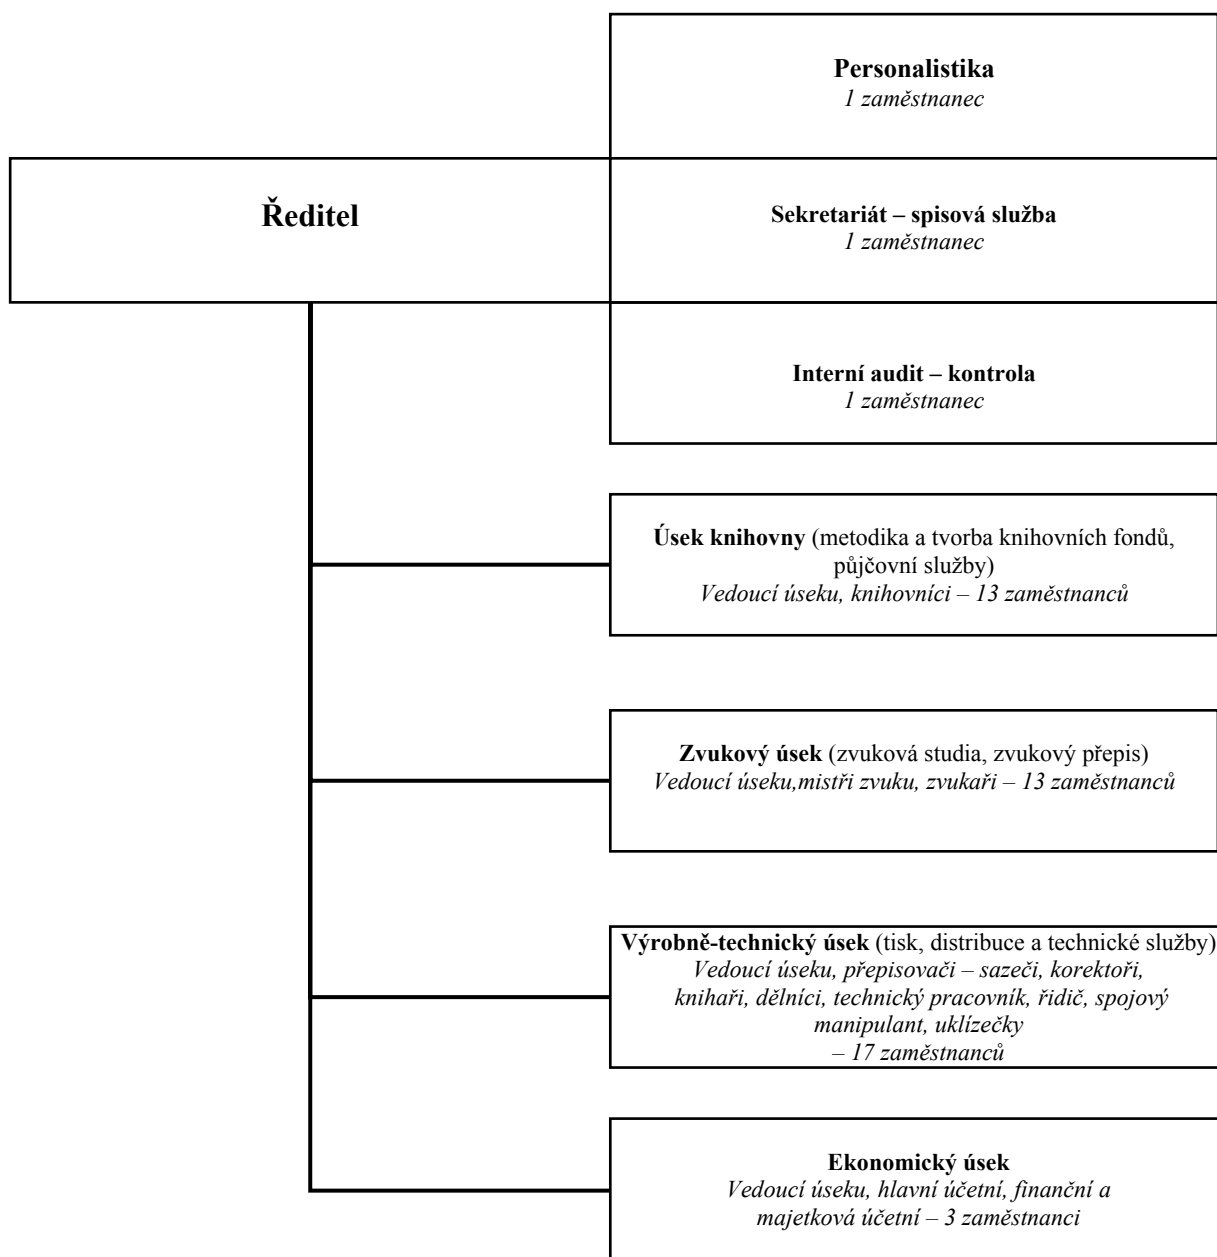 Personalistika
1 zaměstnanec
Ředitel
Sekretariát – spisová služba
1 zaměstnanec
Interní audit – kontrola
1 zaměstnanec
Úsek knihovny (metodika a tvorba knihovních fondů,
půjčovní služby)
Vedoucí úseku, knihovníci – 13 zaměstnanců
Zvukový úsek (zvuková studia, zvukový přepis)
Vedoucí úseku,mistři zvuku, zvukaři – 13 zaměstnanců
Výrobně-technický úsek (tisk, distribuce a technické služby)
Vedoucí úseku, přepisovači – sazeči, korektoři,
knihaři, dělníci, technický pracovník, řidič, spojový
manipulant, uklízečky
– 17 zaměstnanců
Ekonomický úsek
Vedoucí úseku, hlavní účetní, finanční a
majetková účetní – 3 zaměstnanci